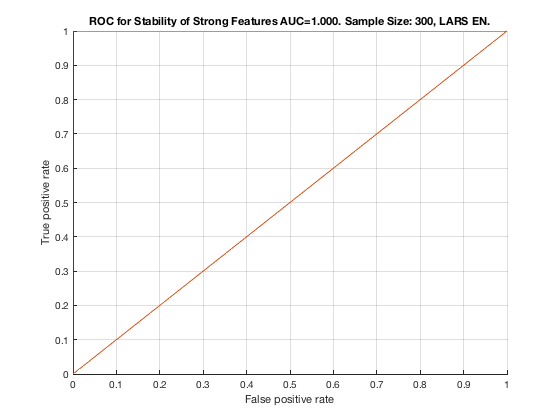 ROC for Stability of Strong Features AUC=1.000. Sample Size: 300, LARS EN.
True positive rate
1
0.9
0.8
0.7
0.6
0.5
0.4
0.3
0.2
0.1
0
0 0.1 0.2 0.3 0.4 0.5 0.6 0.7 0.8 0.9 1
False positive rate